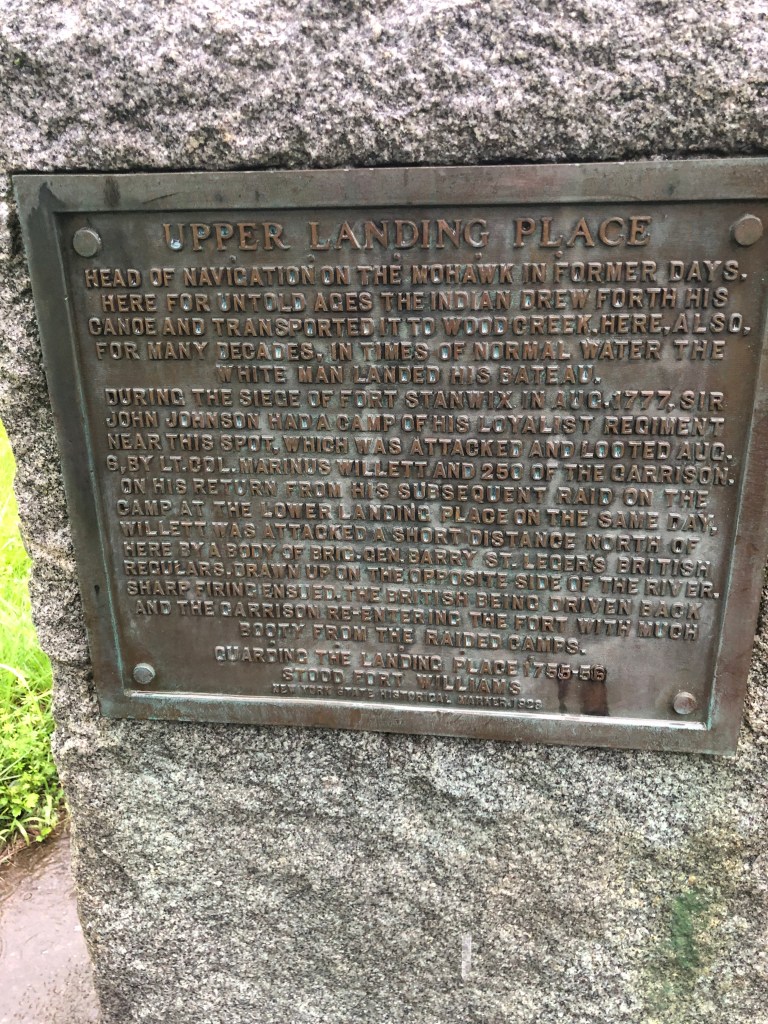 UPPER LANDING PLACE
HEAD OF NAVIGATION ON THE MOHAWK IN FORMER DAYS.
HERE FOR UNTOLD AGES THE INDIAN DREW FORTH HIS
CANOE AND TRANSPORTED IT TO WOOD CREEK. HERE, ALSO,
FOR MANY DECADES, IN TIMES OF NORMAL WATER THE
WHITE MAN LANDED HIS BATEAU.
DURING THE SIEGE OF FORT STANWIX IN AUG. 1777, SIR
JOHN JOHNSON HAD A CAMP OF HIS LOYALIST REGIMENT
NEAR THIS SPOT, WHICH WAS ATTACKED AND LOOTED AUG.
6, BY LT. COL. MARINUS WILLETT AND 250 OF THE GARRISON.
ON HIS RETURN FROM HIS SUBSEQUENT RAID ON THE
CAMP AT THE LOWER LANDING PLACE ON THE SAME DAY,
WILLETT WAS ATTACKED A SHORT DISTANCE NORTH OF
HERE BY A BODY OF BRIG. GEN. BARRY ST. LEGER'S BRITISH
REGULARS, DRAWN UP ON THE OPPOSITE SIDE OF THE RIVER.
SHARP FIRING ENSUED, THE BRITISH BEING DRIVEN BACK
AND THE GARRISON RE-ENTERING THE FORT WITH MUCH
BOOTY FROM THE RAIDED CAMPS.
GUARDING THE LANDING PLACE 1755-56
STOOD FORT WILLIAMS
NEW YORK STATE HISTORICAL MARKER, 1928